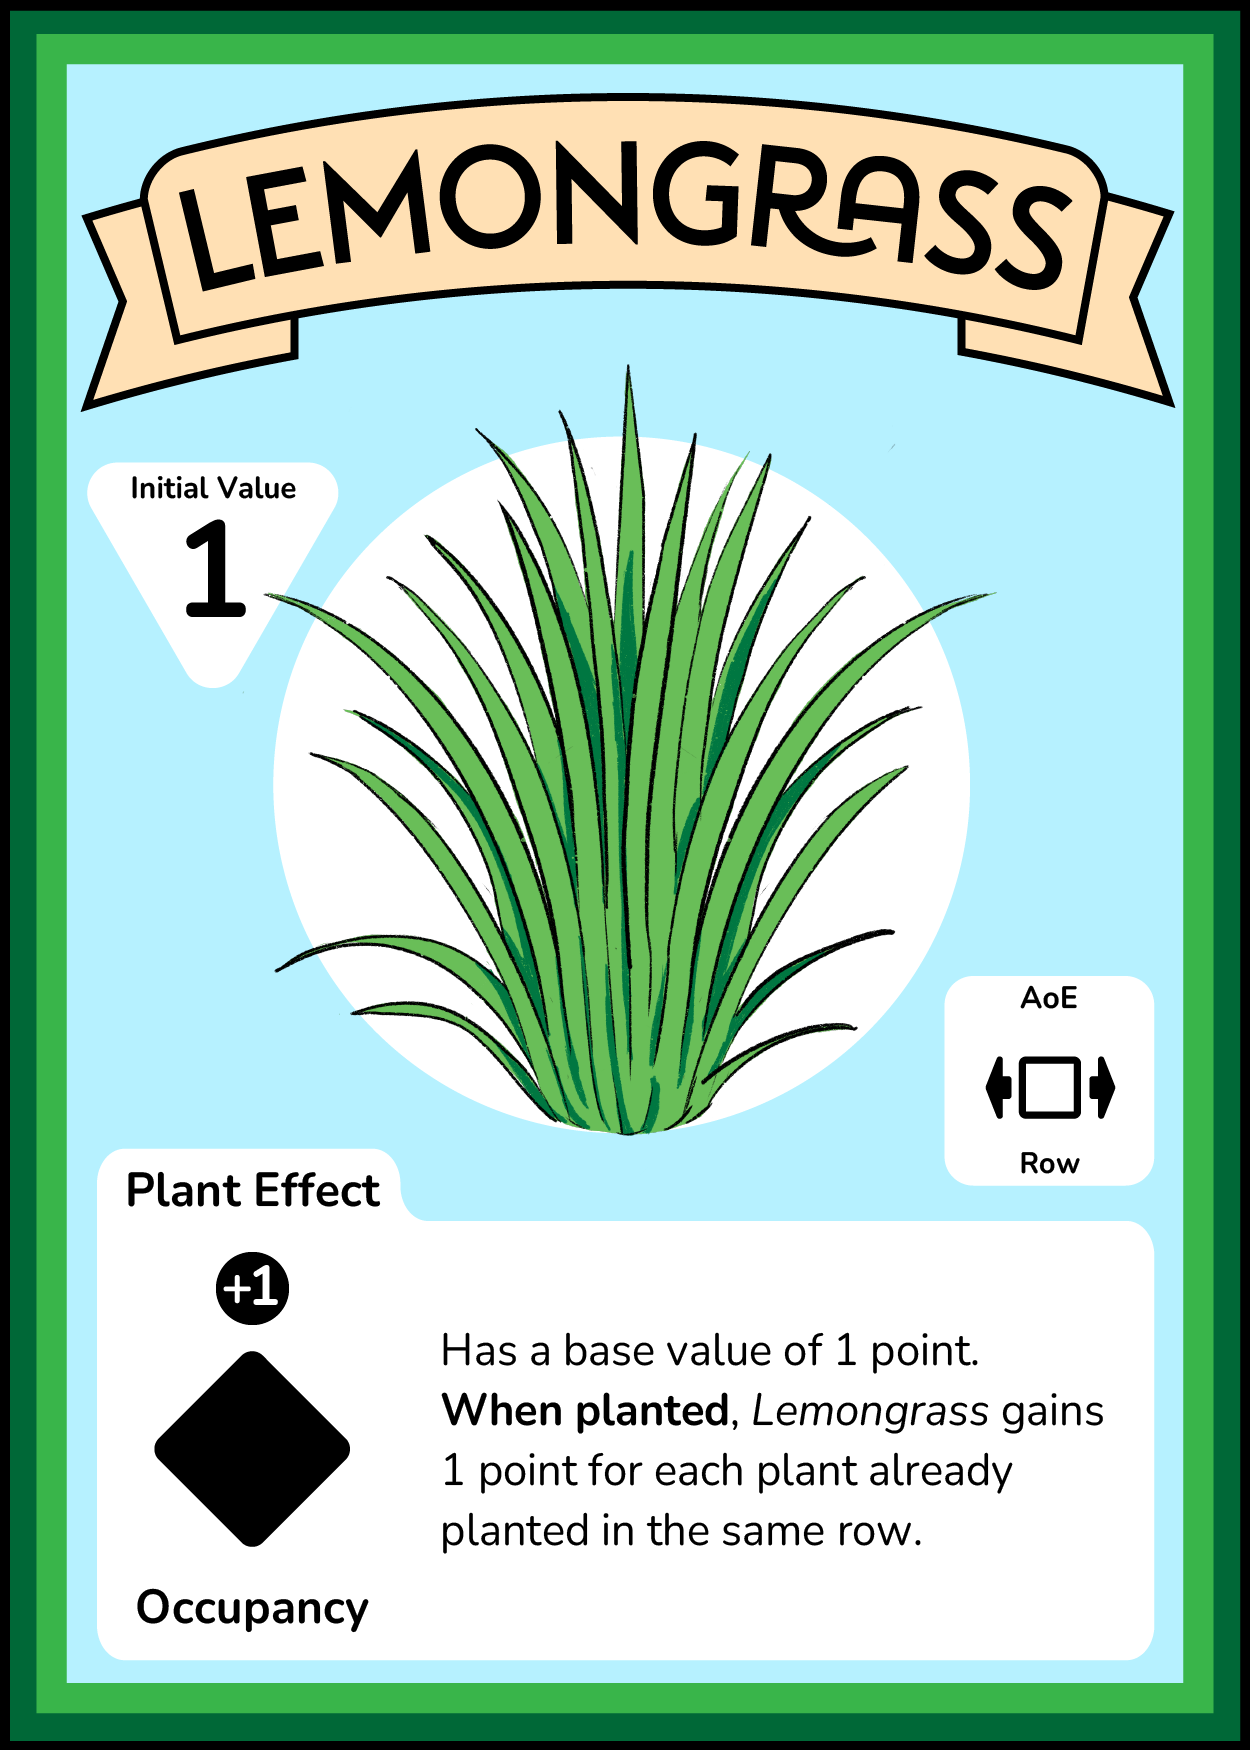 LEMONGRASS
Initial Value
1
AoE
Row
Plant Effect
+1
Occupancy
Has a base value of 1 point.
When planted, Lemongrass gains
1 point for each plant already
planted in the same row.